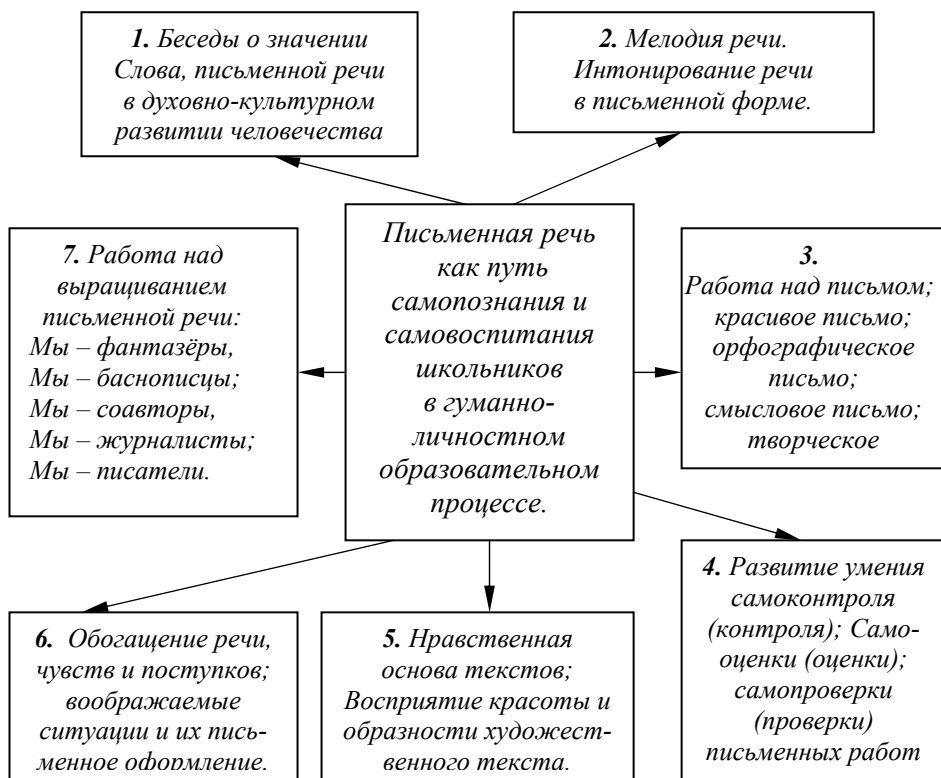 1. Беседы о значении
Слова, письменной речи
в духовно-культурном
развитии человечества
2. Мелодия речи.
Интонирование речи
в письменной форме.
Письменная речь
как путь
самопознания и
самовоспитания
школьников
в гуманно-
личностном
образовательном
процессе.
7. Работа над
выращиванием
письменной речи:
Мы – фантазёры,
Мы – баснописцы;
Мы – соавторы,
Мы – журналисты;
Мы – писатели.
3.
Работа над письмом;
красивое письмо;
орфографическое
письмо;
смысловое письмо;
творческое
4. Развитие умения
самоконтроля
(контроля); Само-
оценки (оценки);
самопроверки
(проверки)
письменных работ
5. Нравственная
основа текстов;
Восприятие красоты и
образности художест-
венного текста.
6. Обогащение речи,
чувств и поступков;
воображаемые
ситуации и их пись-
менное оформление.